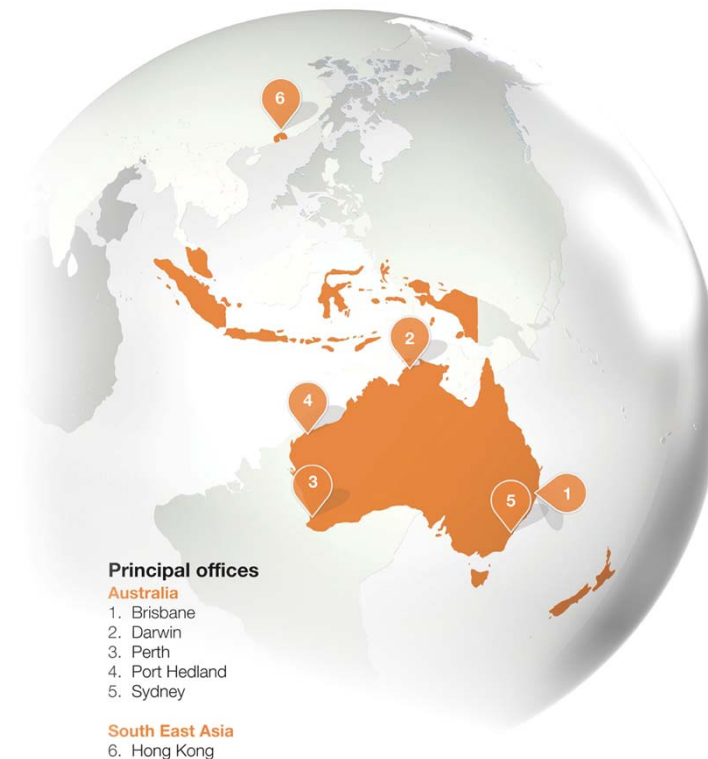 6
2
4
3
5
1
Principal offices
Australia
1. Brisbane
2. Darwin
3. Perth
4. Port Hedland
5. Sydney
South East Asia
6. Hong Kong